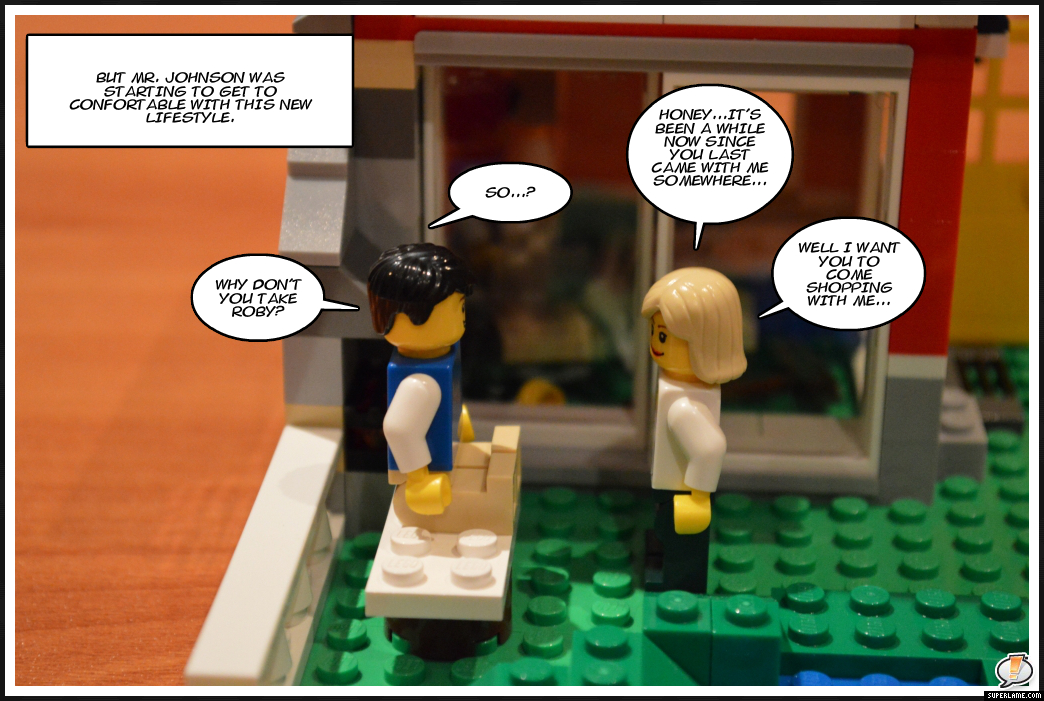 BUT MR. JOHNSON WAS
STARTING TO GET TO
CONFORTABLE WITH THIS NEW
LIFESTYLE.
HONEY...IT'S
BEEN A WHILE
NOW SINCE
YOU LAST
CAME WITH ME
SOMEWHERE...
SO...?
WELL I WANT
YOU TO
COME
SHOPPING
WITH ME...
WHY DON'T
YOU TAKE
ROBY?
SUPERLAME.COM